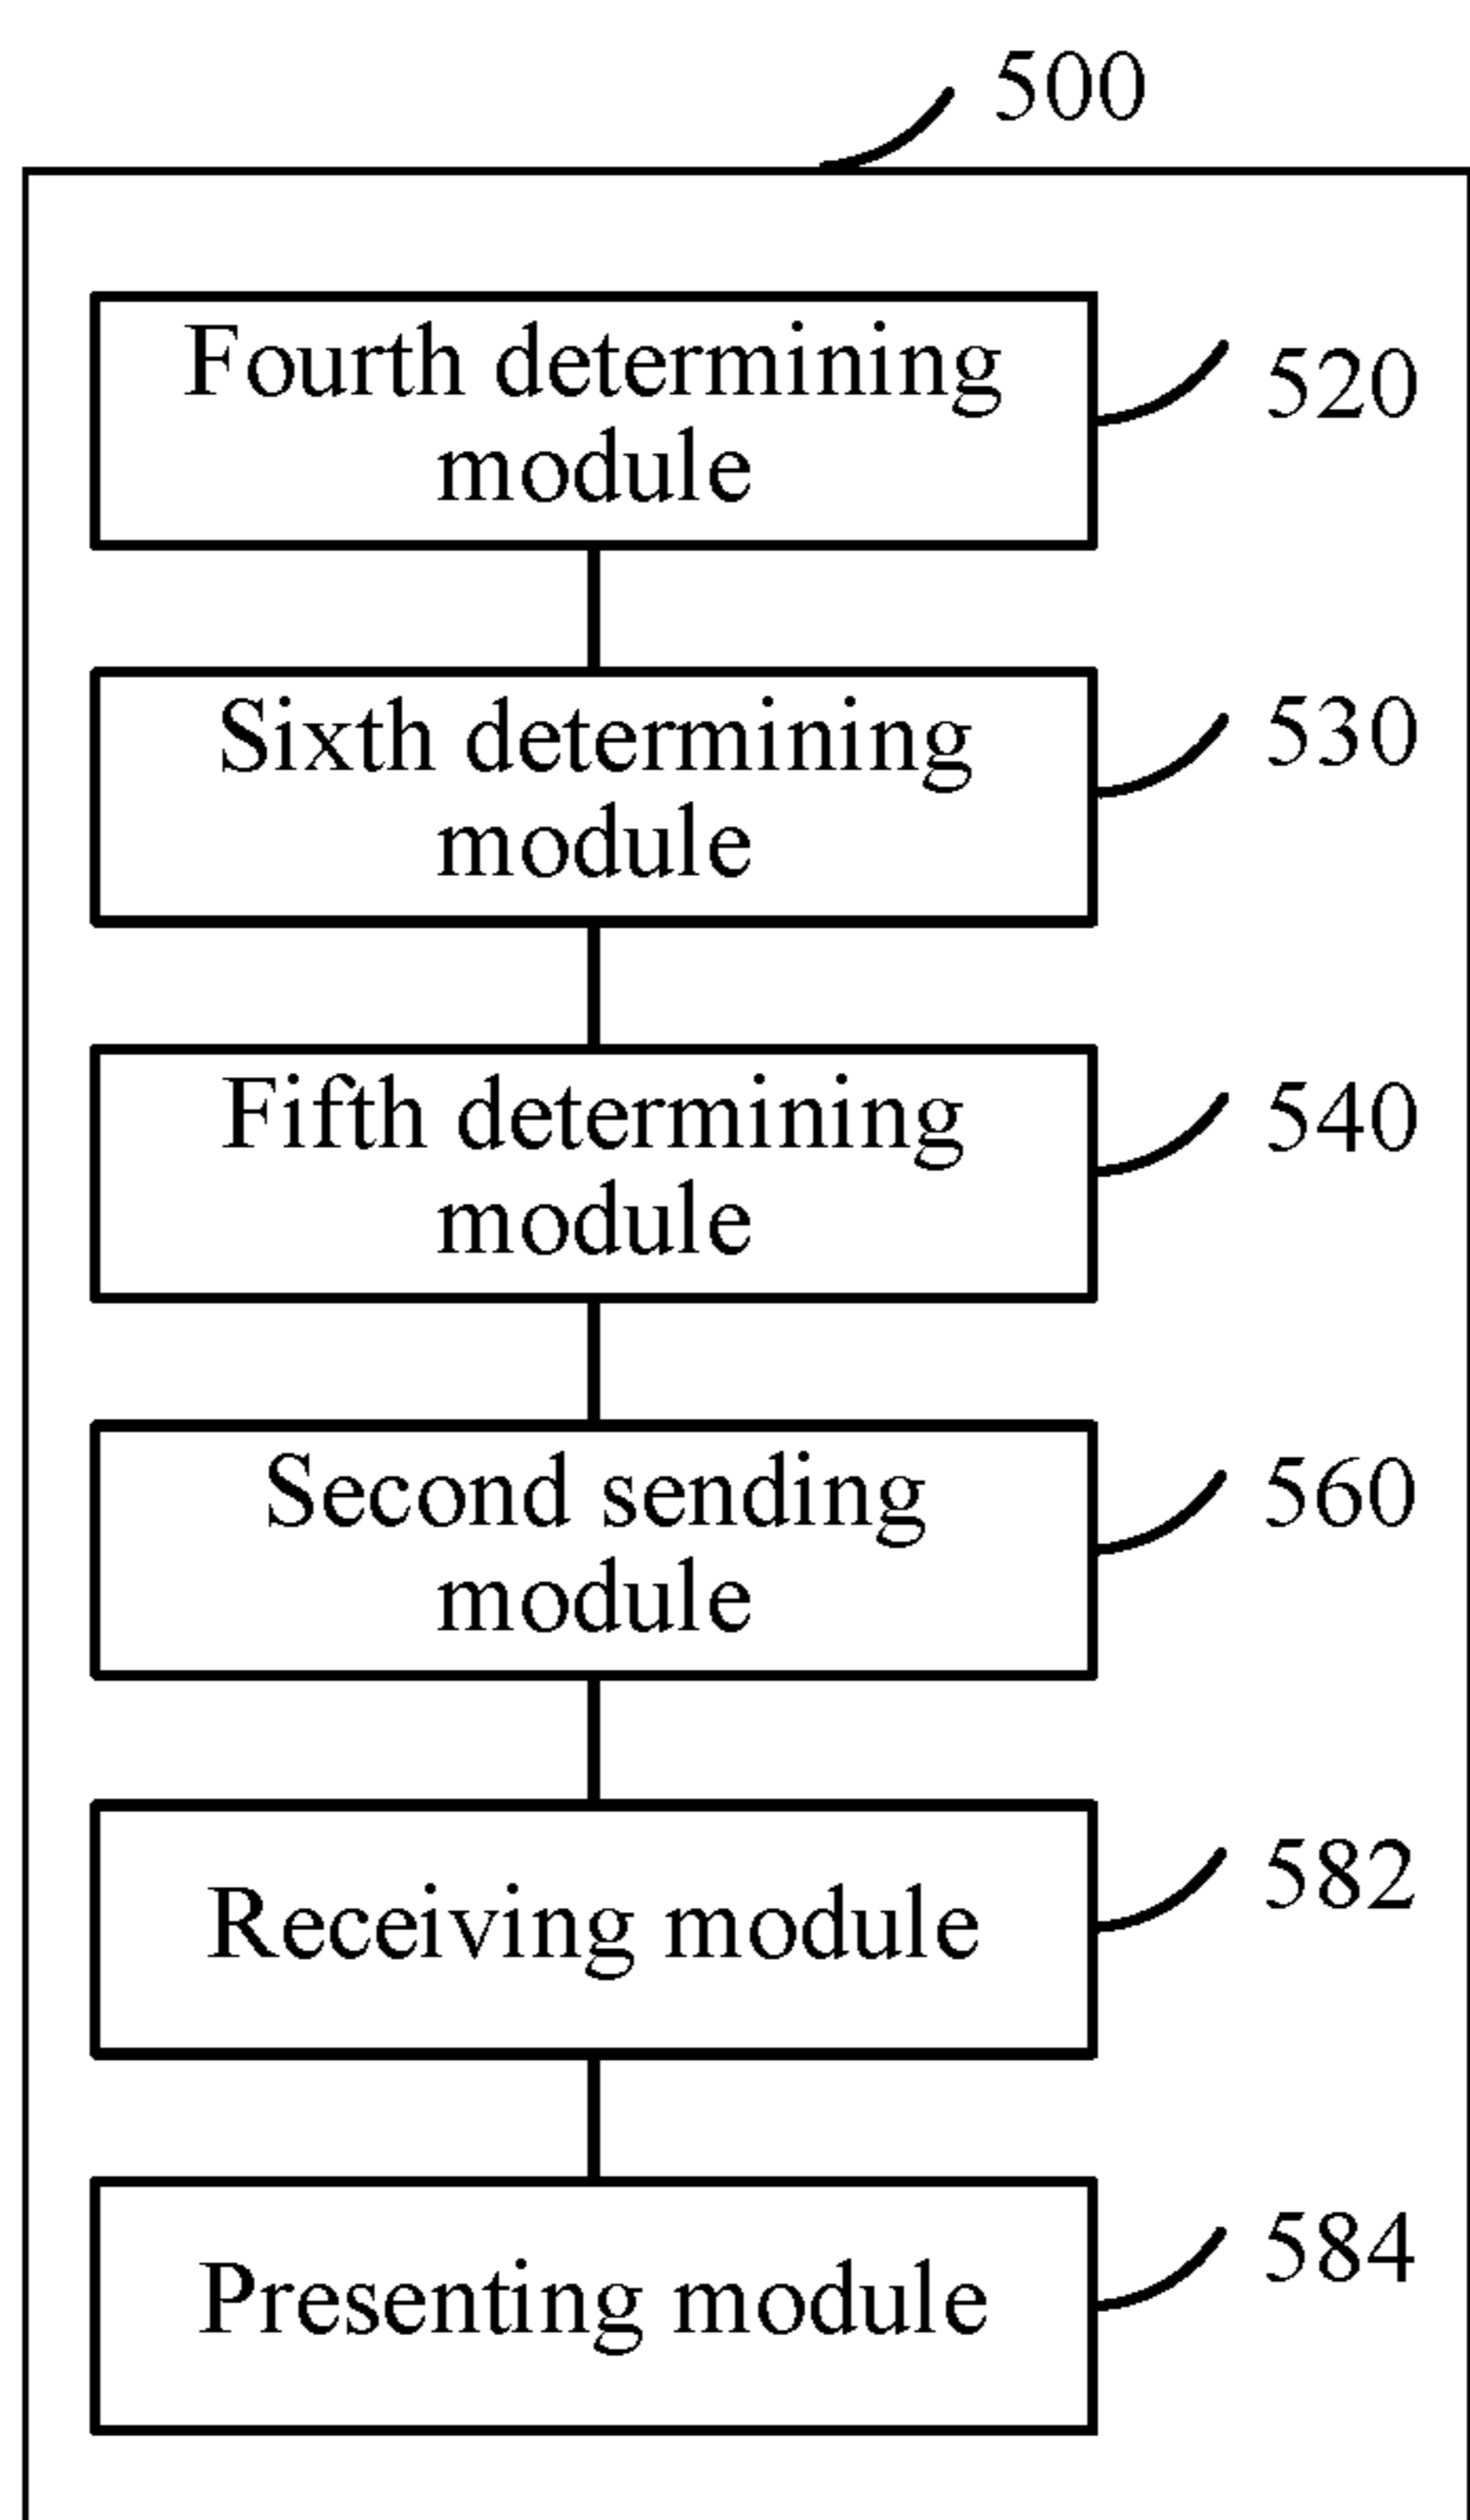 500
Fourth determining
module
520
Sixth determining
module
530
Fifth determining
module
540
Second sending
module
560
Receiving module
582
Presenting module
584